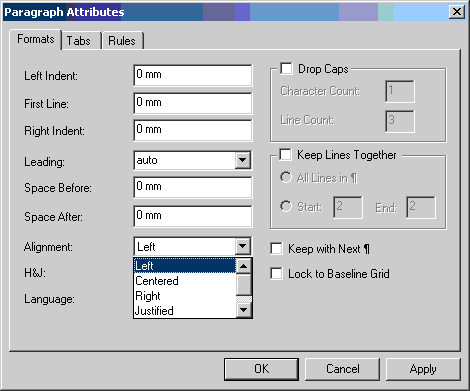 Paragraph Attributes
Formats Tabs Rules
Left Indent: 0 mm
First Line: 0 mm
Right Indent: 0 mm
Leading: auto
Space Before: 0 mm
Space After: 0 mm
Alignment: Left
H&J: Left
Centered
Language: Right
Justified
Drop Caps
Character Count: 1
Line Count: 3
Keep Lines Together
All Lines in ¶
Start: 2 End: 2
Keep with Next ¶
Lock to Baseline Grid
OK Cancel Apply